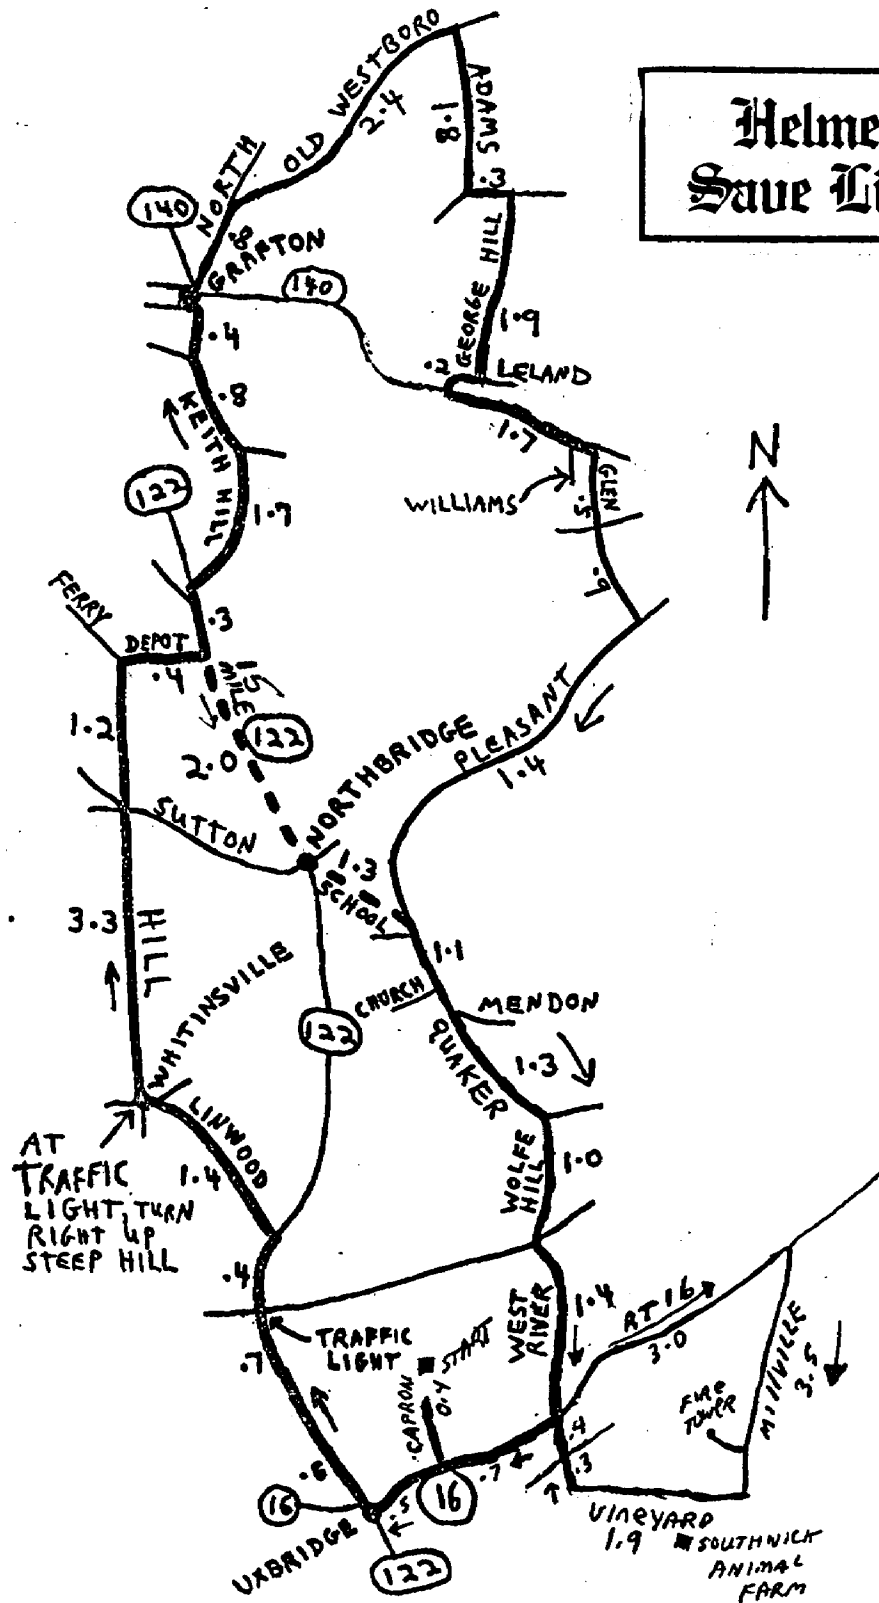 Helme
Save Li
OLD WESTBORO
2.4
ADAMS
8.1
.3
NORTH
.8
GRAFTON
140
140
GEORGE HILL
1.9
.4
.2
LELAND
1.7
.8
KEITH HILL
1.7
WILLIAMS
GLEN
.5
.9
N
122
.3
FERRY
DEPOT
.4
15
MILE
122
2.0
1.2
SUTTON
NORTHBRIDGE
PLEASANT
1.4
1.3
SCHOOL
3.3
HILL
1.1
CHURCH
MENDON
QUAKER
1.3
122
WHITINSVILLE
LINWOOD
1.4
AT
TRAFFIC
LIGHT, TURN
RIGHT UP
STEEP HILL
WOLFE
HILL
1.0
.4
WEST
RIVER
1.4
RT 16
3.0
MILLVILLE
3.5
TRAFFIC
LIGHT
START
CAPRON
0.4
.7
FIRE
TOWER
.4
.3
.7
16
.5
16
UXBRIDGE
122
VINEYARD
1.9
SOUTHWICK
ANIMAL
FARM